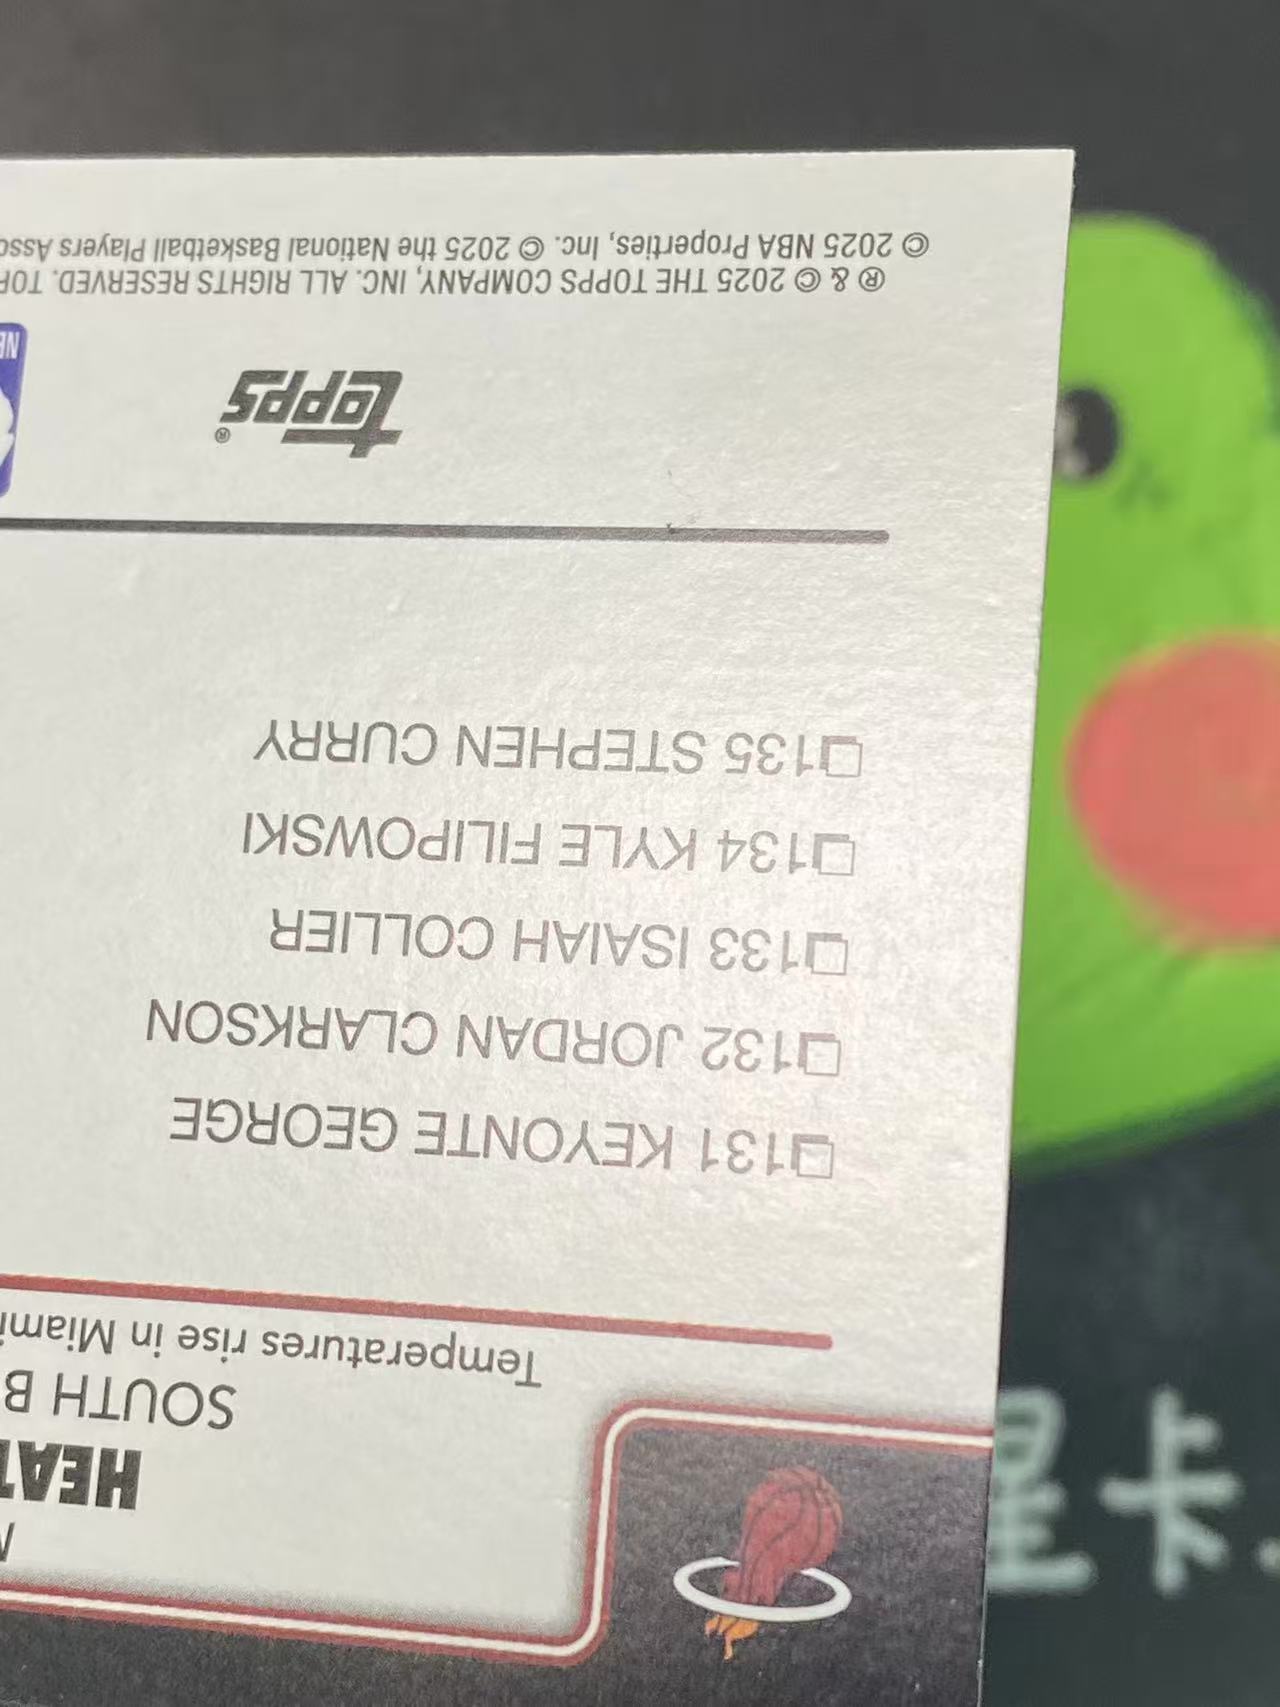 HEAT
SOUTH B
Temperatures rise in Miami
131 KEYONTE GEORGE
132 JORDAN CLARKSON
133 ISAIAH COLLIER
134 KYLE FILIPOWSKI
135 STEPHEN CURRY
topps®
® & © 2025 THE TOPPS COMPANY, INC. ALL RIGHTS RESERVED. TOP
© 2025 NBA Properties, Inc. © 2025 the National Basketball Players Asso
星卡